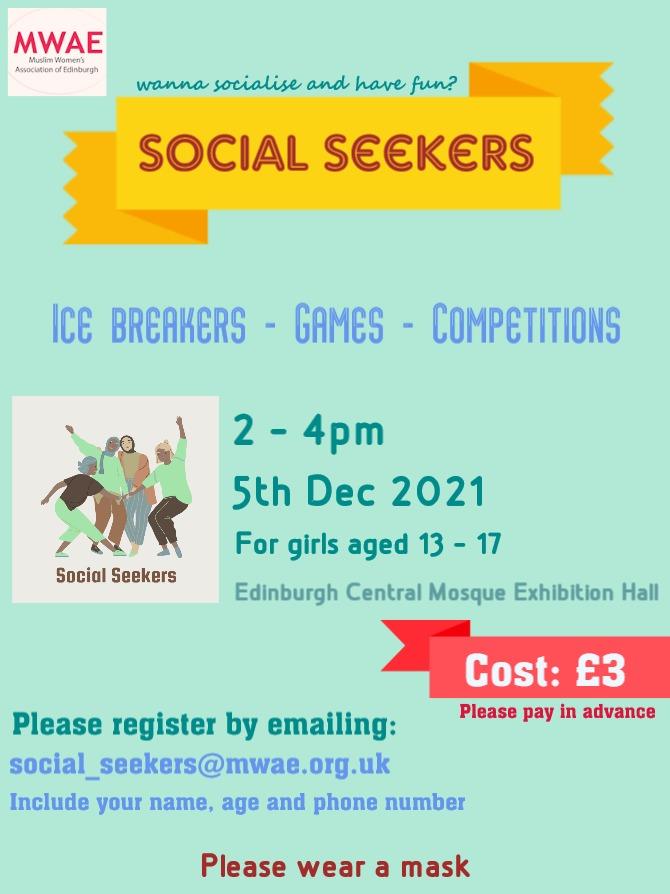 MWAE
Muslim Women's
Association of Edinburgh
wanna socialise and have fun?
SOCIAL SEEKERS
ICE BREAKERS - GAMES - COMPETITIONS
2 - 4pm
5th Dec 2021
For girls aged 13 - 17
Edinburgh Central Mosque Exhibition Hall
Social Seekers
Cost: £3
Please pay in advance
Please register by emailing:
social_seekers@mwae.org.uk
Include your name, age and phone number
Please wear a mask